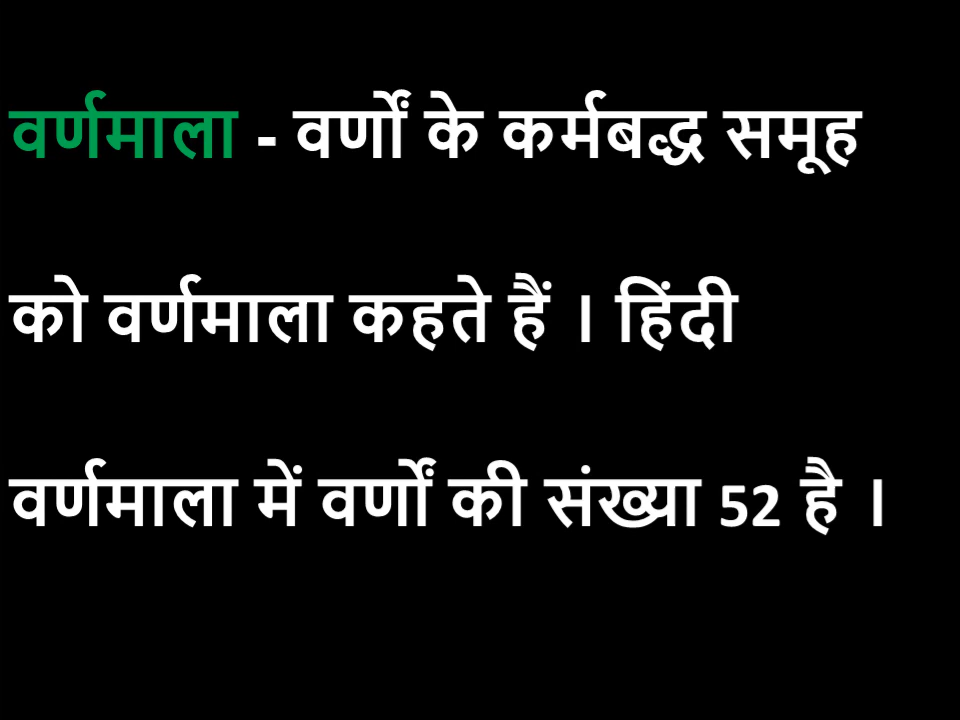 वर्णमाला - वर्णों के कर्मबद्ध समूह
को वर्णमाला कहते हैं । हिंदी
वर्णमाला में वर्णों की संख्या 52 है ।